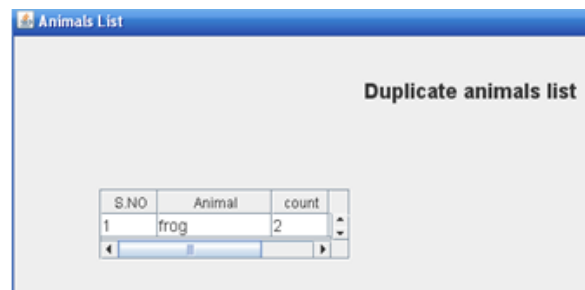 Animals List
Duplicate animals list
S.NO Animal count
1 frog 2